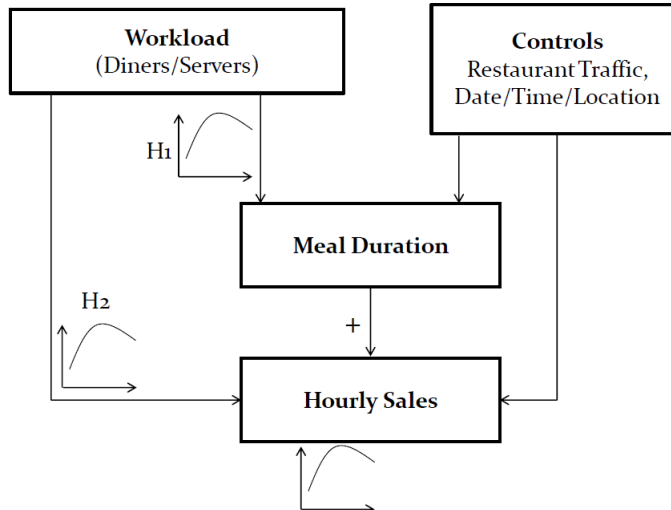 Workload
(Diners/Servers)
Controls
Restaurant Traffic,
Date/Time/Location
H1
Meal Duration
H2
+
Hourly Sales